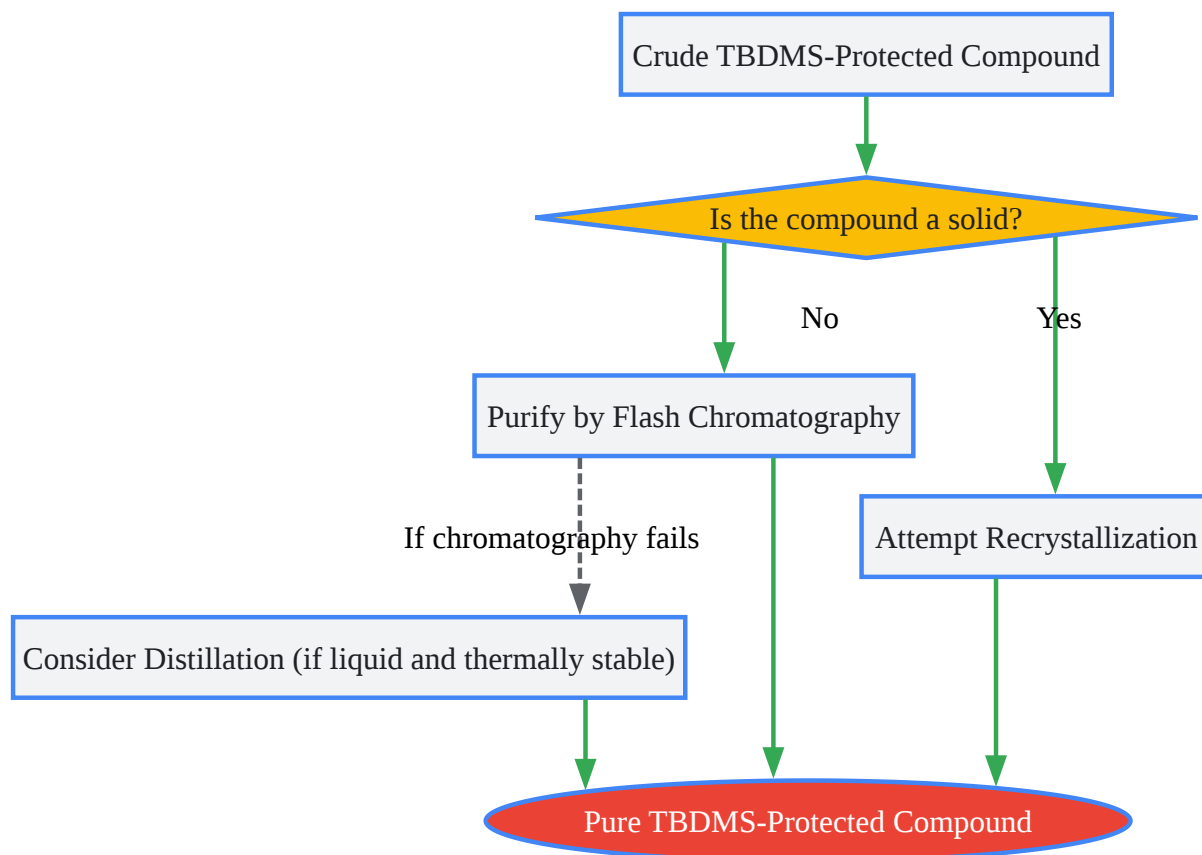 Crude TBDMS-Protected Compound
Is the compound a solid?
No
Yes
Purify by Flash Chromatography
If chromatography fails
Attempt Recrystallization
Consider Distillation (if liquid and thermally stable)
Pure TBDMS-Protected Compound